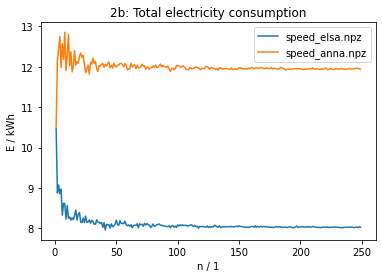 2b: Total electricity consumption
speed_elsa.npz
speed_anna.npz
E / kWh
13
12
11
10
9
8
0
50
100
150
200
250
n / 1